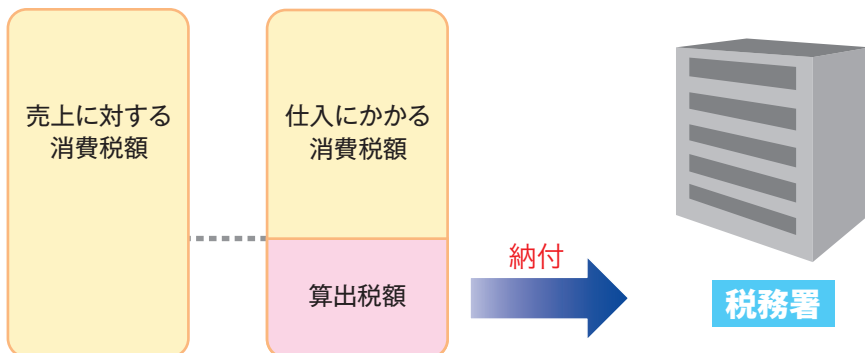 売上に対する
消費税額
仕入にかかる
消費税額
算出税額
納付
税務署